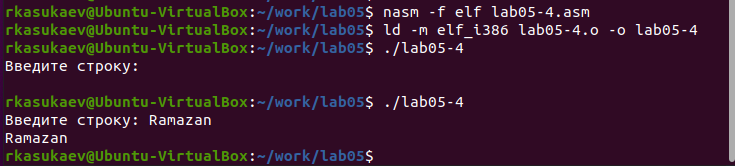 rkasukaev@Ubuntu-VirtualBox:~/work/lab05$ nasm -f elf lab05-4.asm
rkasukaev@Ubuntu-VirtualBox:~/work/lab05$ ld -m elf_i386 lab05-4.o -o lab05-4
rkasukaev@Ubuntu-VirtualBox:~/work/lab05$ ./lab05-4
Введите строку:
rkasukaev@Ubuntu-VirtualBox:~/work/lab05$ ./lab05-4
Введите строку: Ramazan
Ramazan
rkasukaev@Ubuntu-VirtualBox:~/work/lab05$